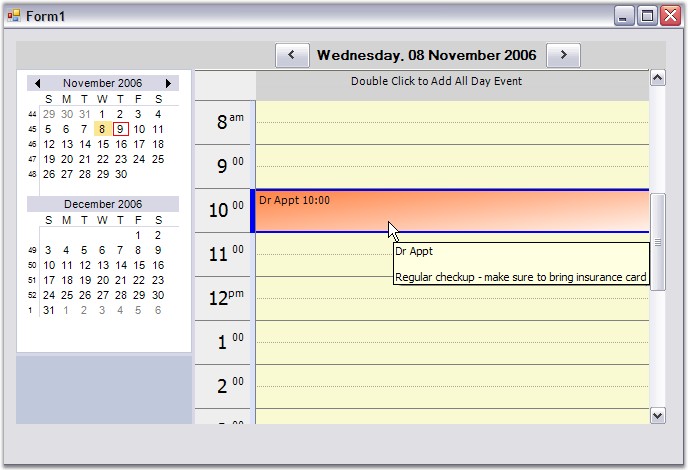 Form1
< Wednesday, 08 November 2006 >
November 2006
S M T W T F S
44 29 30 31 1 2 3 4
45 5 6 7 8 9 10 11
46 12 13 14 15 16 17 18
47 19 20 21 22 23 24 25
48 26 27 28 29 30
December 2006
S M T W T F S
1 2
49 3 4 5 6 7 8 9
50 10 11 12 13 14 15 16
51 17 18 19 20 21 22 23
52 24 25 26 27 28 29 30
1 31 1 2 3 4 5 6
Double Click to Add All Day Event
8 am
9 00
10 00
Dr Appt 10:00
11 00
Dr Appt
Regular checkup - make sure to bring insurance card
12 pm
1 00
2 00